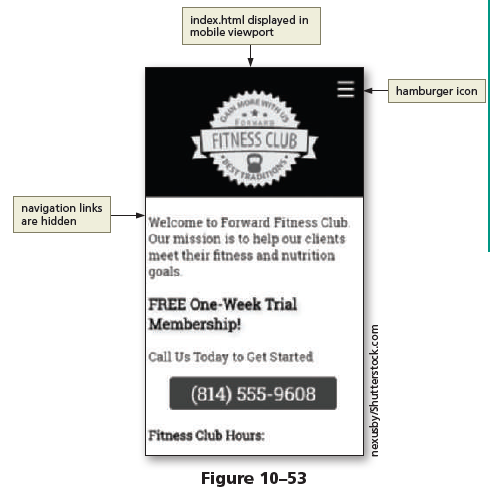 index.html displayed in
mobile viewport
hamburger icon
GAIN MORE WITH US
FORWARD
FITNESS CLUB
BEST TRADITIONS
navigation links
are hidden
Welcome to Forward Fitness Club.
Our mission is to help our clients
meet their fitness and nutrition
goals.
FREE One-Week Trial
Membership!
Call Us Today to Get Started
(814) 555-9608
Fitness Club Hours:
nexusby/Shutterstock.com
Figure 10–53